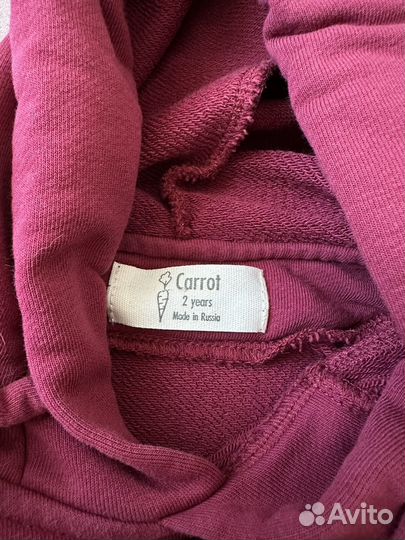 Carrot
2 years
Made in Russia
Avito